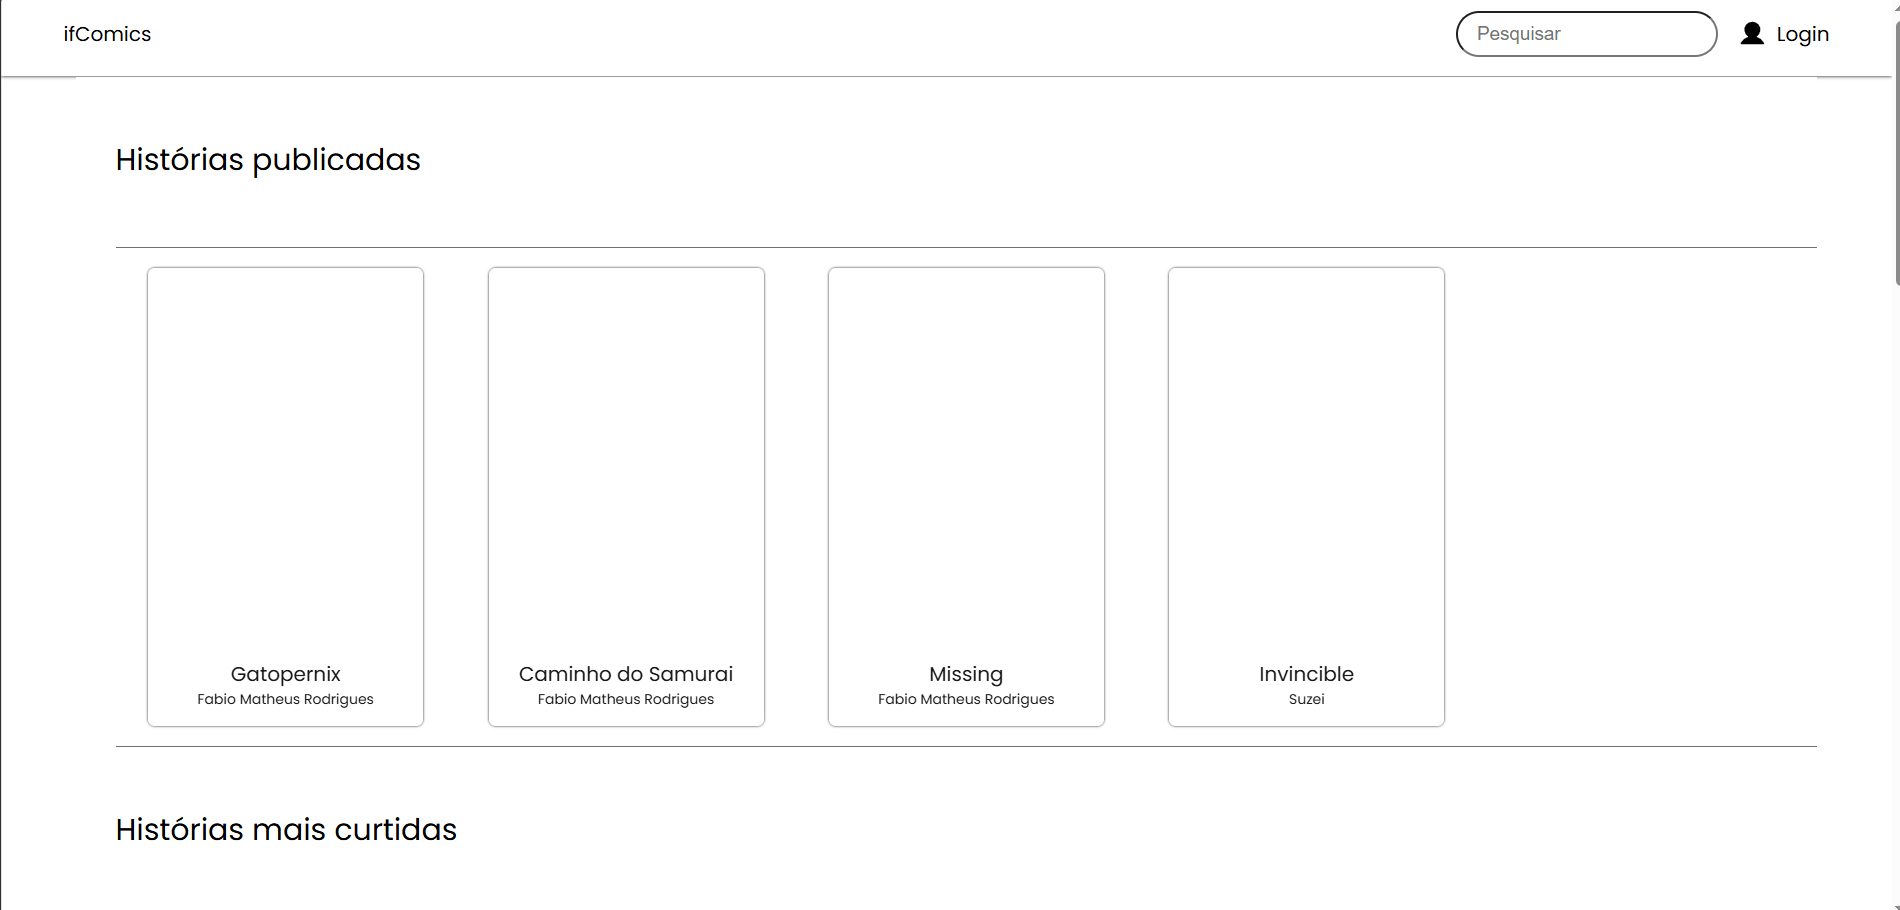 ifComics
Pesquisar
Login
Histórias publicadas
Gatopernix
Fabio Matheus Rodrigues
Caminho do Samurai
Fabio Matheus Rodrigues
Missing
Fabio Matheus Rodrigues
Invincible
Suzei
Histórias mais curtidas